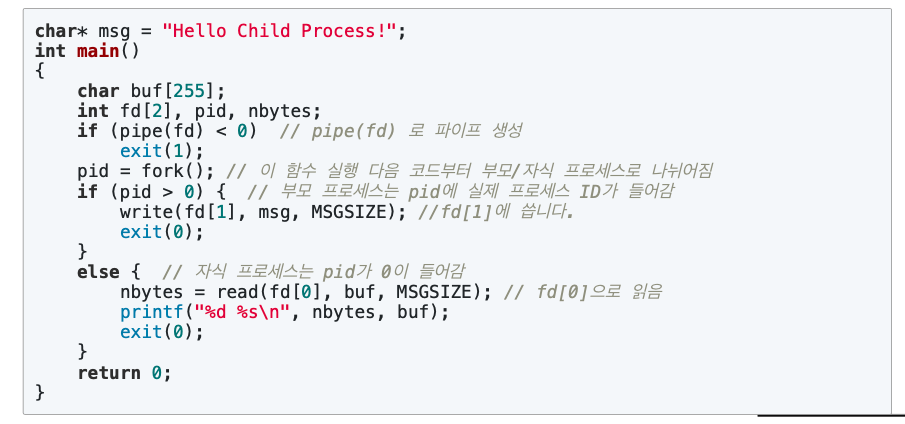 char* msg = "Hello Child Process!";
int main()
{
    char buf[255];
    int fd[2], pid, nbytes;
    if (pipe(fd) < 0)  // pipe(fd) 로 파이프 생성
        exit(1);
    pid = fork(); // 이 함수 실행 다음 코드부터 부모/자식 프로세스로 나뉘어짐
    if (pid > 0) {  // 부모 프로세스는 pid에 실제 프로세스 ID가 들어감
        write(fd[1], msg, MSGSIZE); //fd[1]에 씁니다.
        exit(0);
    }
    else {  // 자식 프로세스는 pid가 0이 들어감
        nbytes = read(fd[0], buf, MSGSIZE); // fd[0]으로 읽음
        printf("%d %s\n", nbytes, buf);
        exit(0);
    }
    return 0;
}